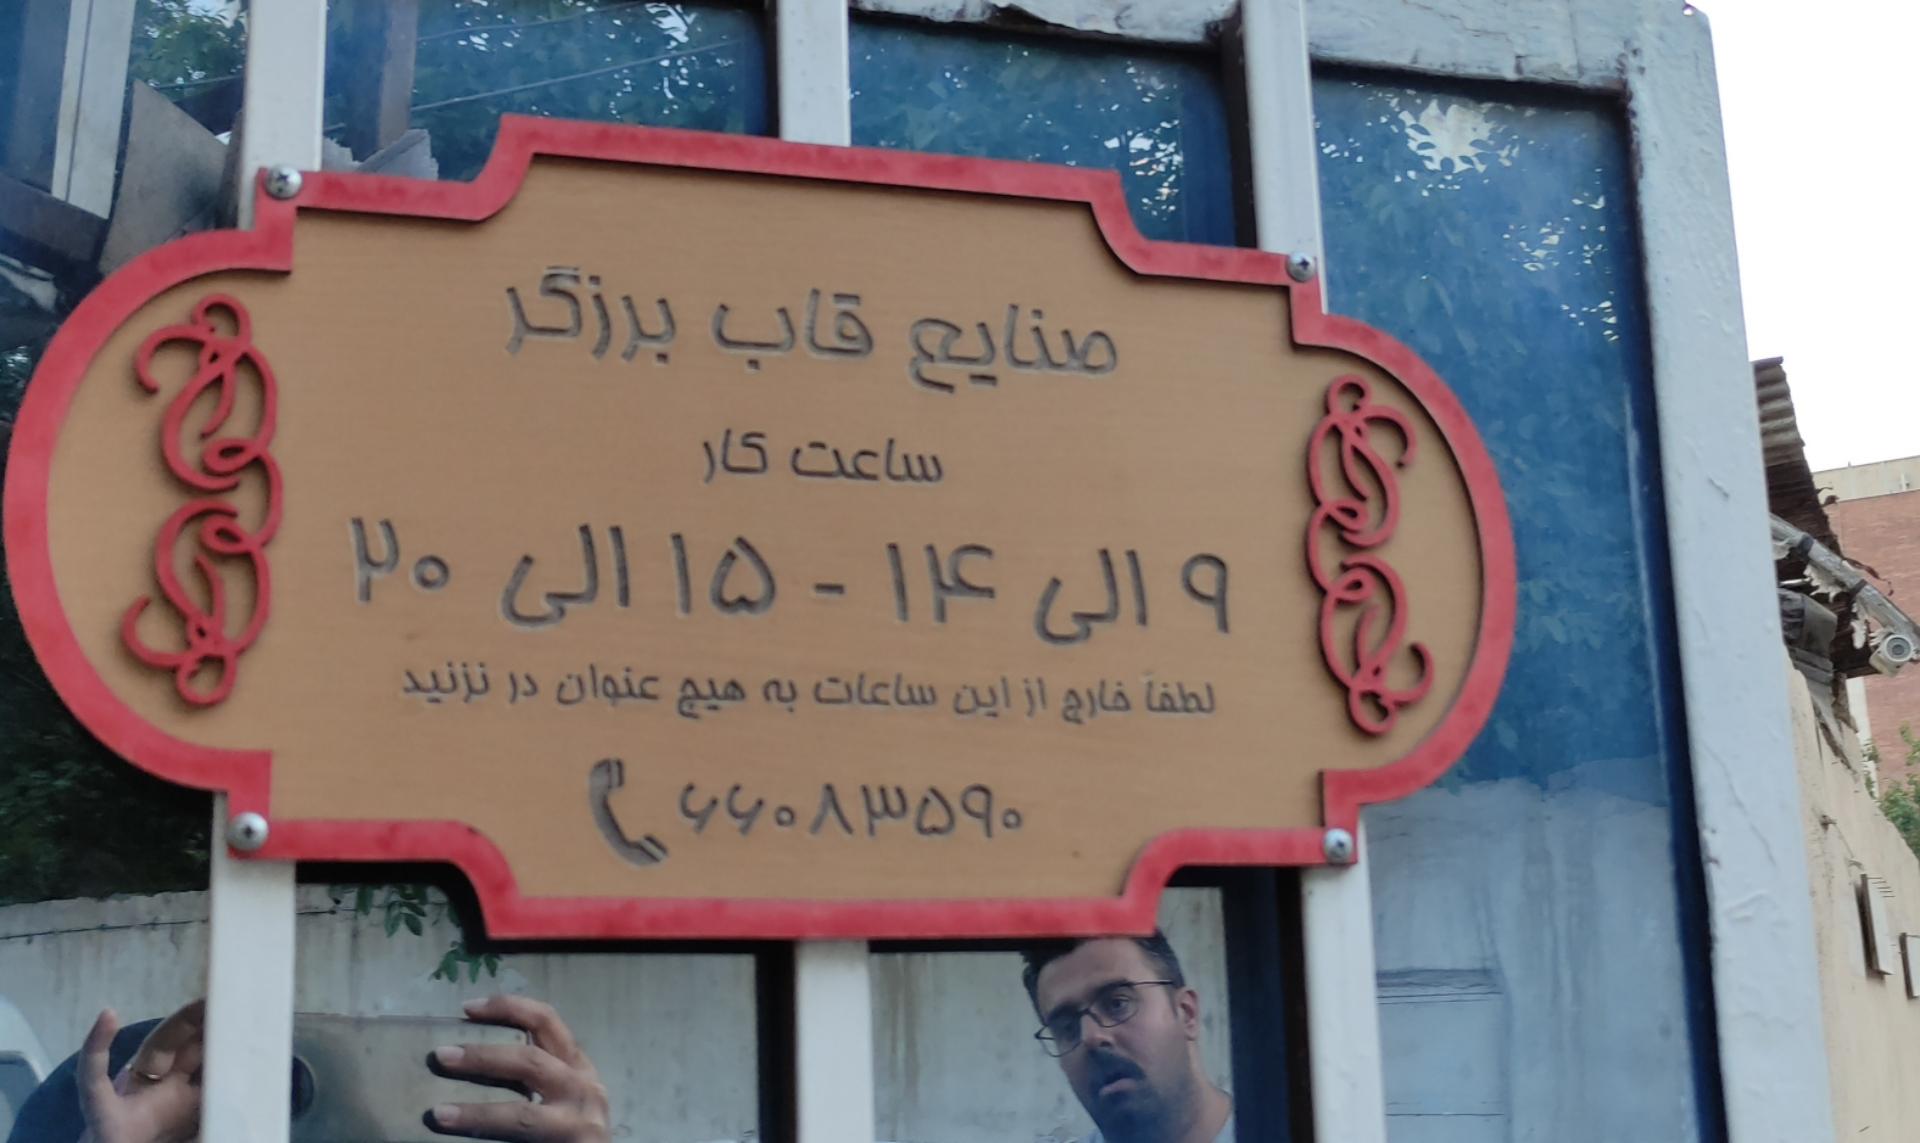 صنایع قاب برزگر
ساعت کار
۹ الی ۱۴ - ۱۵ الی ۲۰
لطفاً خارج از این ساعات به هیچ عنوان در نزنید
۶۶۰۸۳۵۹۰